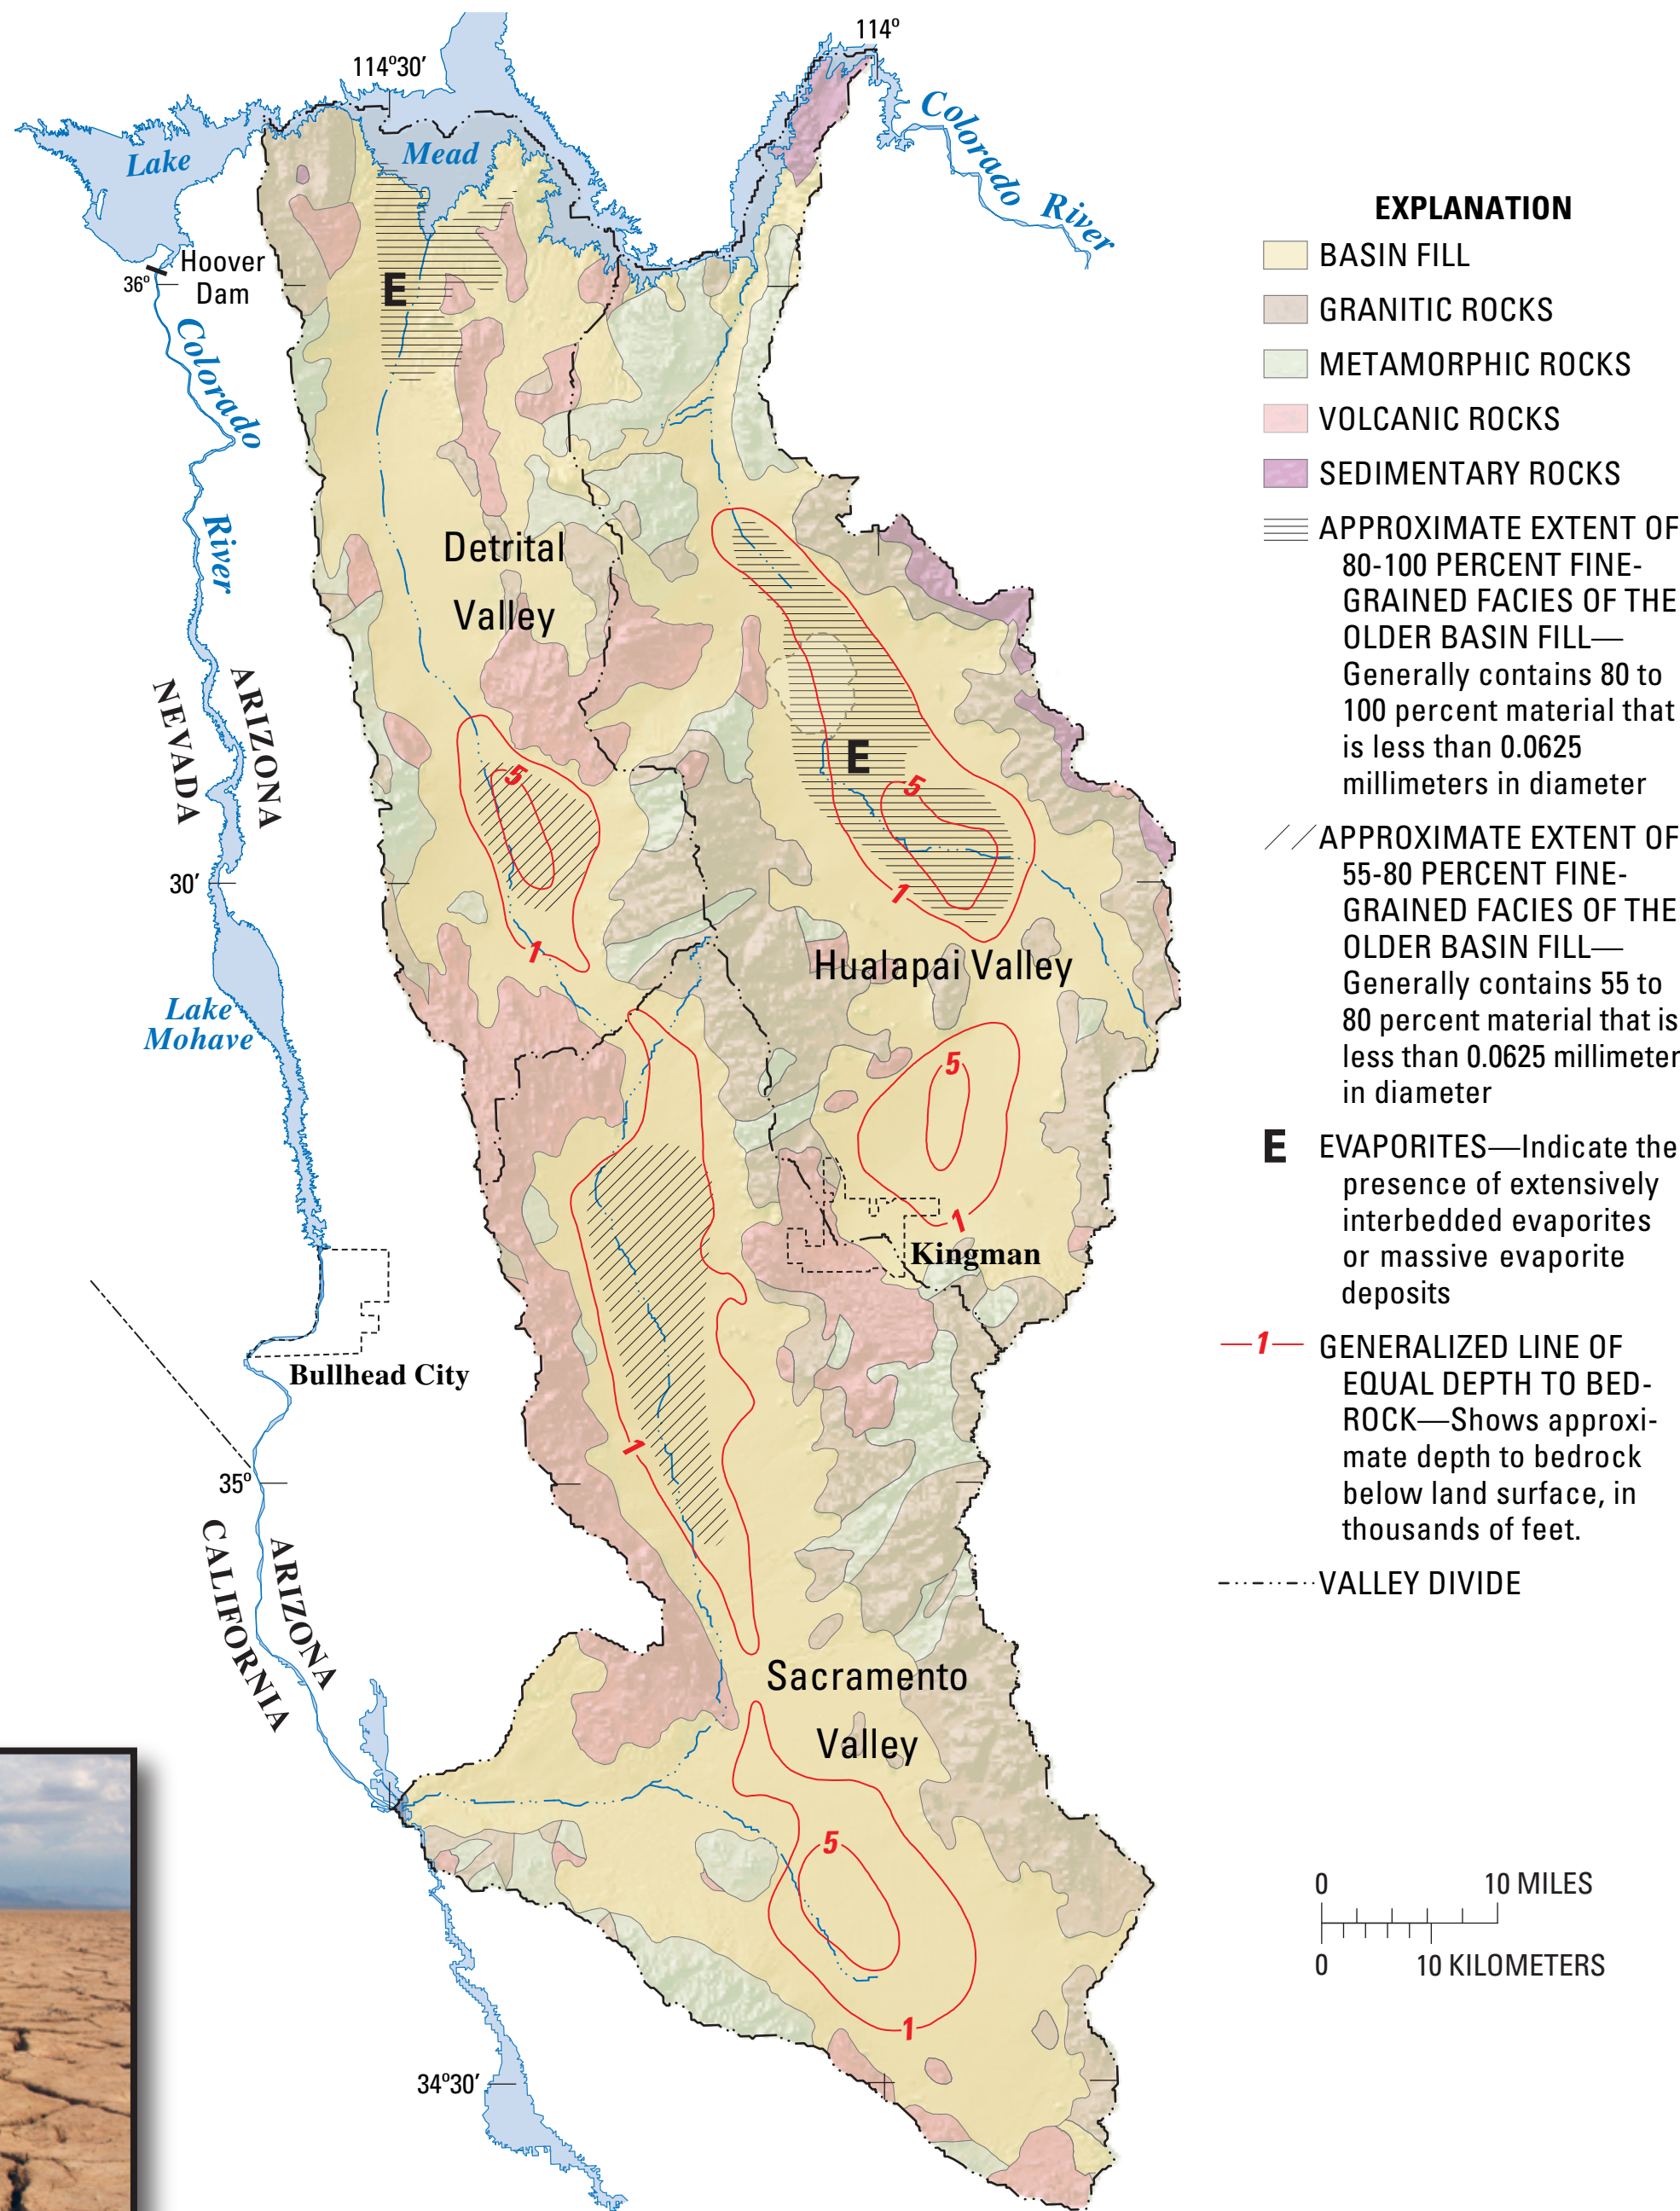 114°
114°30′
Colorado
River
Lake
Mead
Hoover
Dam
36°
E
Colorado
River
Detrital
Valley
ARIZONA
NEVADA
5
E
5
30′
1
1
Hualapai Valley
Lake
Mohave
5
1
Kingman
Bullhead City
1
35°
CALIFORNIA
ARIZONA
Sacramento
Valley
5
1
34°30′
EXPLANATION
BASIN FILL
GRANITIC ROCKS
METAMORPHIC ROCKS
VOLCANIC ROCKS
SEDIMENTARY ROCKS
APPROXIMATE EXTENT OF
80-100 PERCENT FINE-
GRAINED FACIES OF THE
OLDER BASIN FILL—
Generally contains 80 to
100 percent material that
is less than 0.0625
millimeters in diameter
APPROXIMATE EXTENT OF
55-80 PERCENT FINE-
GRAINED FACIES OF THE
OLDER BASIN FILL—
Generally contains 55 to
80 percent material that is
less than 0.0625 millimeter
in diameter
E EVAPORITES—Indicate the
presence of extensively
interbedded evaporites
or massive evaporite
deposits
1 GENERALIZED LINE OF
EQUAL DEPTH TO BED-
ROCK—Shows approxi-
mate depth to bedrock
below land surface, in
thousands of feet.
VALLEY DIVIDE
0 10 MILES
0 10 KILOMETERS